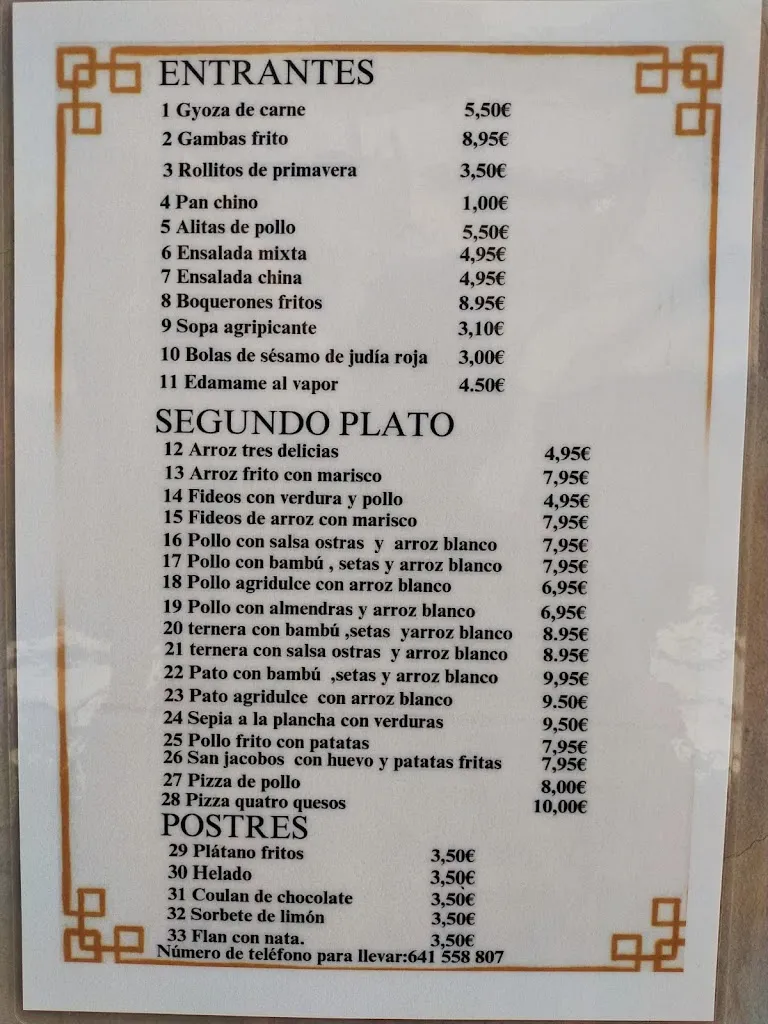 ENTRANTES
1 Gyoza de carne 5,50€
2 Gambas frito 8,95€
3 Rollitos de primavera 3,50€
4 Pan chino 1,00€
5 Alitas de pollo 5,50€
6 Ensalada mixta 4,95€
7 Ensalada china 4,95€
8 Boquerones fritos 8.95€
9 Sopa agripicante 3,10€
10 Bolas de sésamo de judía roja 3,00€
11 Edamame al vapor 4.50€
SEGUNDO PLATO
12 Arroz tres delicias 4,95€
13 Arroz frito con marisco 7,95€
14 Fideos con verdura y pollo 4,95€
15 Fideos de arroz con marisco 7,95€
16 Pollo con salsa ostras y arroz blanco 7,95€
17 Pollo con bambú , setas y arroz blanco 7,95€
18 Pollo agridulce con arroz blanco 6,95€
19 Pollo con almendras y arroz blanco 6,95€
20 ternera con bambú ,setas yarroz blanco 8.95€
21 ternera con salsa ostras y arroz blanco 8.95€
22 Pato con bambú ,setas y arroz blanco 9,95€
23 Pato agridulce con arroz blanco 9.50€
24 Sepia a la plancha con verduras 9,50€
25 Pollo frito con patatas 7,95€
26 San jacobos con huevo y patatas fritas 7,95€
27 Pizza de pollo 8,00€
28 Pizza quatro quesos 10,00€
POSTRES
29 Plátano fritos 3,50€
30 Helado 3,50€
31 Coulan de chocolate 3,50€
32 Sorbete de limón 3,50€
33 Flan con nata. 3,50€
Número de teléfono para llevar:641 558 807